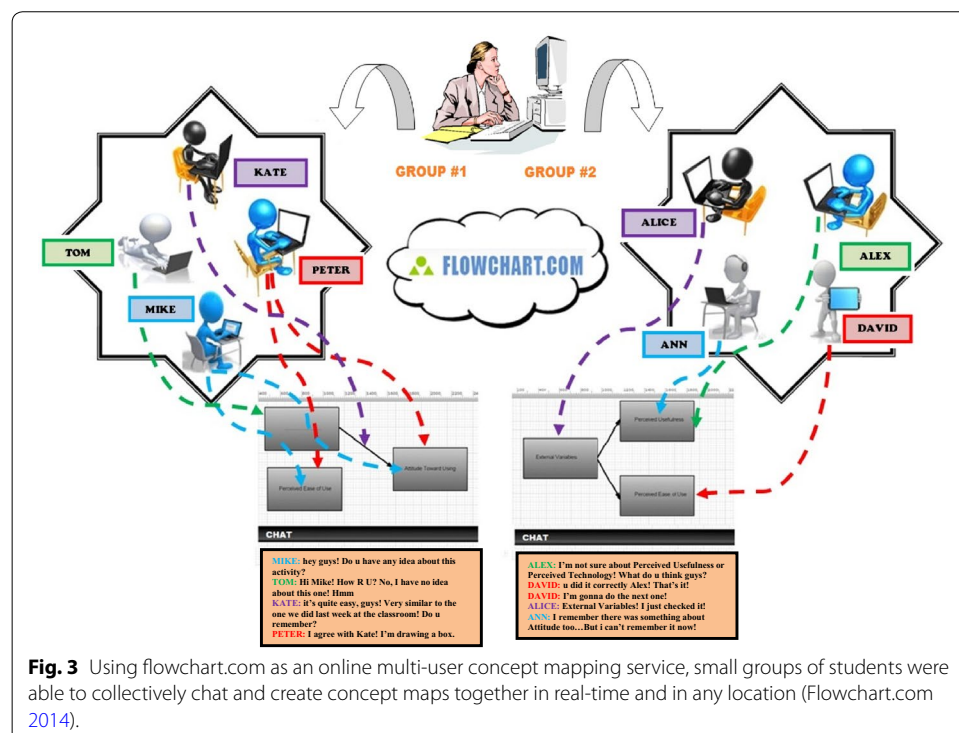 GROUP #1
GROUP #2
KATE
TOM
PETER
MIKE
FLOWCHART.COM
ALICE
ALEX
ANN
DAVID
Perceived Ease of Use
Attitude Toward Using
CHAT
External Variables
Perceived Usefulness
Perceived Ease of Use
CHAT
MIKE: hey guys! Do u have any idea about this
activity?
TOM: Hi Mike! How R U? No, I have no idea
about this one! Hmm
KATE: it's quite easy, guys! Very similar to the
one we did last week at the classroom! Do u
remember?
PETER: I agree with Kate! I'm drawing a box.
ALEX: I'm not sure about Perceived Usefulness or
Perceived Technology! What do u think guys?
DAVID: u did it correctly Alex! That's it!
DAVID: I'm gonna do the next one!
ALICE: External Variables! I just checked it!
ANN: I remember there was something about
Attitude too…But i can't remember it now!
Fig. 3 Using flowchart.com as an online multi-user concept mapping service, small groups of students were
able to collectively chat and create concept maps together in real-time and in any location (Flowchart.com
2014).